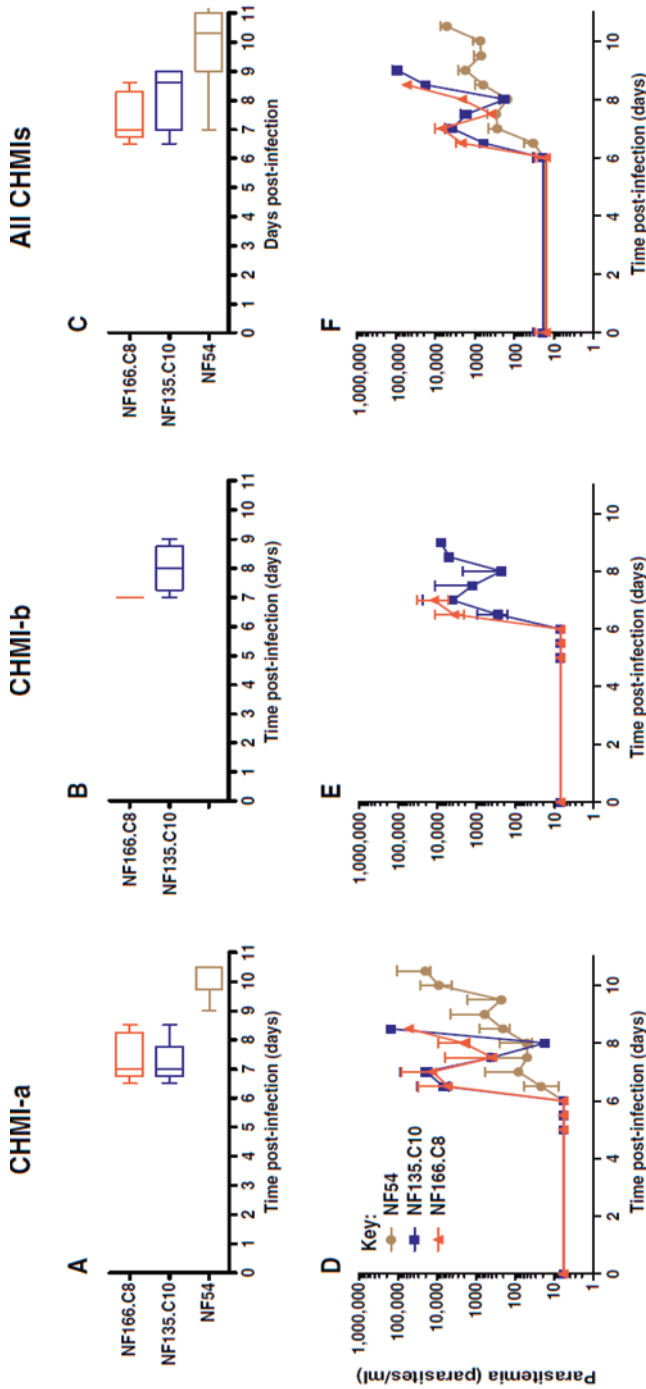 CHMI-a
CHMI-b
All CHMIs
A
NF166.C8
NF135.C10
NF54
0 1 2 3 4 5 6 7 8 9 10 11
Time post-infection (days)
B
NF166.C8
NF135.C10
0 1 2 3 4 5 6 7 8 9 10 11
Time post-infection (days)
C
NF166.C8
NF135.C10
NF54
0 1 2 3 4 5 6 7 8 9 10 11
Days post-infection
D
Parasitemia (parasites/ml)
1,000,000
100,000
10,000
1000
100
10
1
Key:
NF54
NF135.C10
NF166.C8
0 2 4 6 8 10
Time post-infection (days)
E
1,000,000
100,000
10,000
1000
100
10
1
0 2 4 6 8 10
Time post-infection (days)
F
1,000,000
100,000
10,000
1000
100
10
1
0 2 4 6 8 10
Time post-infection (days)